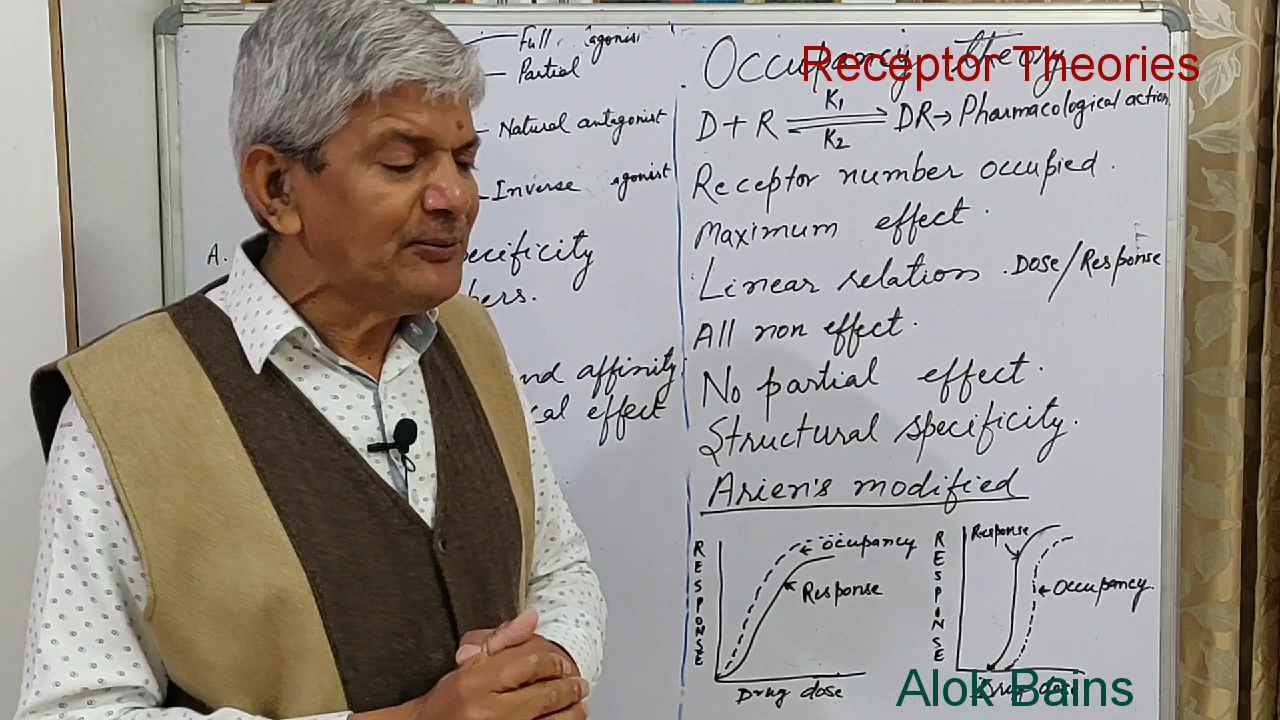 Full agonist
Partial
Natural antagonist
Inverse agonist
A.
ecificity
bers.
nd affinity
cal effect
Receptor Theories
Occupancy Theory
D + R K1 ⇌ K2 DR → Pharmacological action
Receptor number occupied.
Maximum effect.
Linear relation. Dose/Response
All non effect.
No partial effect.
Structural specificity.
Arien's modified
RESPONSE
Occupancy
Response
Drug dose
RESPONSE
Response
Occupancy.
Drug dose
Alok Bains